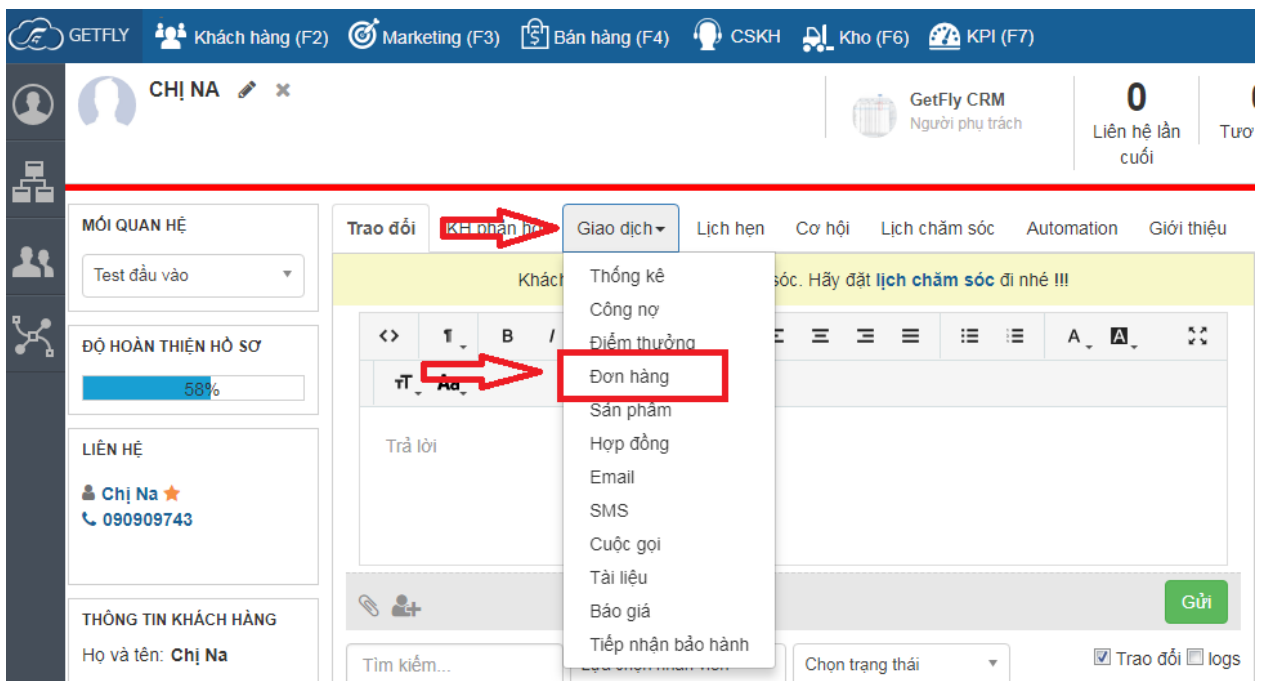 GETFLY Khách hàng (F2) Marketing (F3) Bán hàng (F4) CSKH Kho (F6) KPI (F7)
CHỊ NA
GetFly CRM
Người phụ trách
0
Liên hệ lần
cuối
MỐI QUAN HỆ
Test đầu vào
ĐỘ HOÀN THIỆN HỒ SƠ
58%
LIÊN HỆ
Chị Na
090909743
THÔNG TIN KHÁCH HÀNG
Họ và tên: Chị Na
Trao đổi KH phản Giao dịch Lịch hẹn Cơ hội Lịch chăm sóc Automation Giới thiệu
Hãy đặt lịch chăm sóc đi nhé !!!
Thống kê
Công nợ
Điểm thưởng
Đơn hàng
Sản phẩm
Hợp đồng
Email
SMS
Cuộc gọi
Tài liệu
Báo giá
Tiếp nhận bảo hành
B I
A A
Aa
Trả lời
Gửi
Tìm kiếm...
Chọn trạng thái
Trao đổi logs